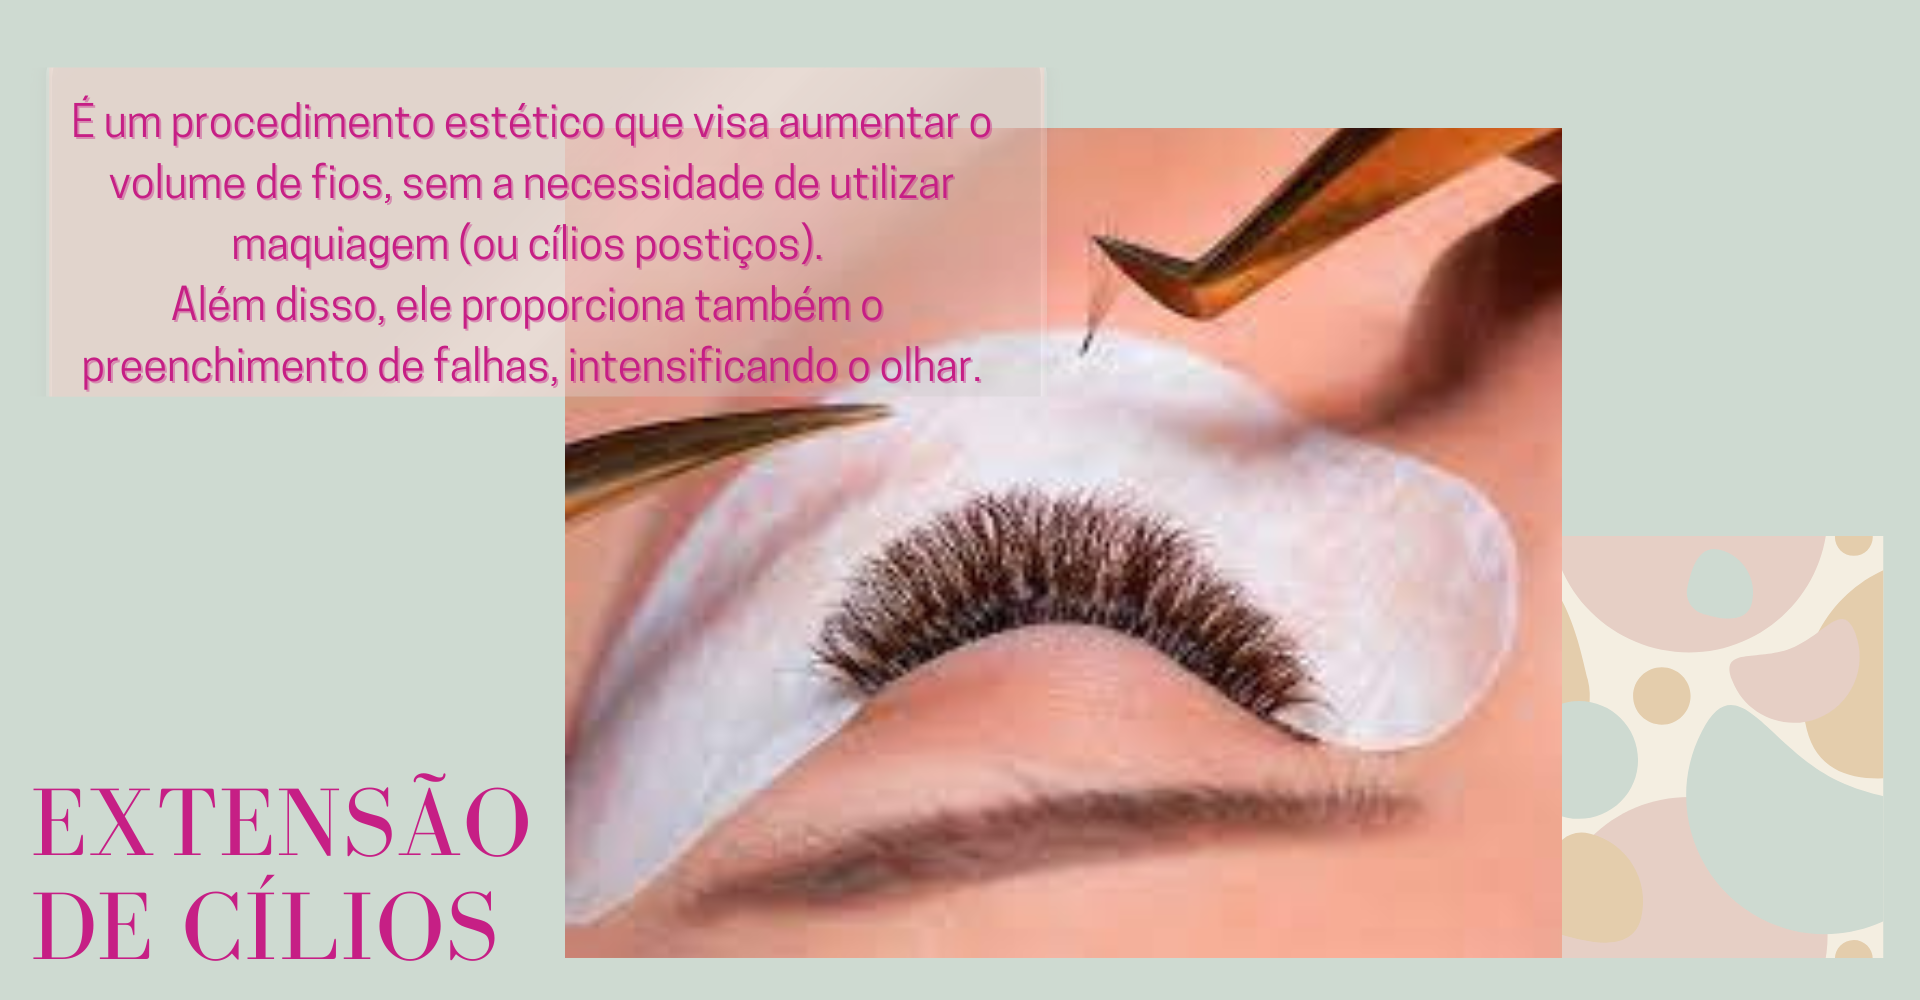 É um procedimento estético que visa aumentar o
volume de fios, sem a necessidade de utilizar
maquiagem (ou cílios postiços).
Além disso, ele proporciona também o
preenchimento de falhas, intensificando o olhar.
EXTENSÃO
DE CÍLIOS